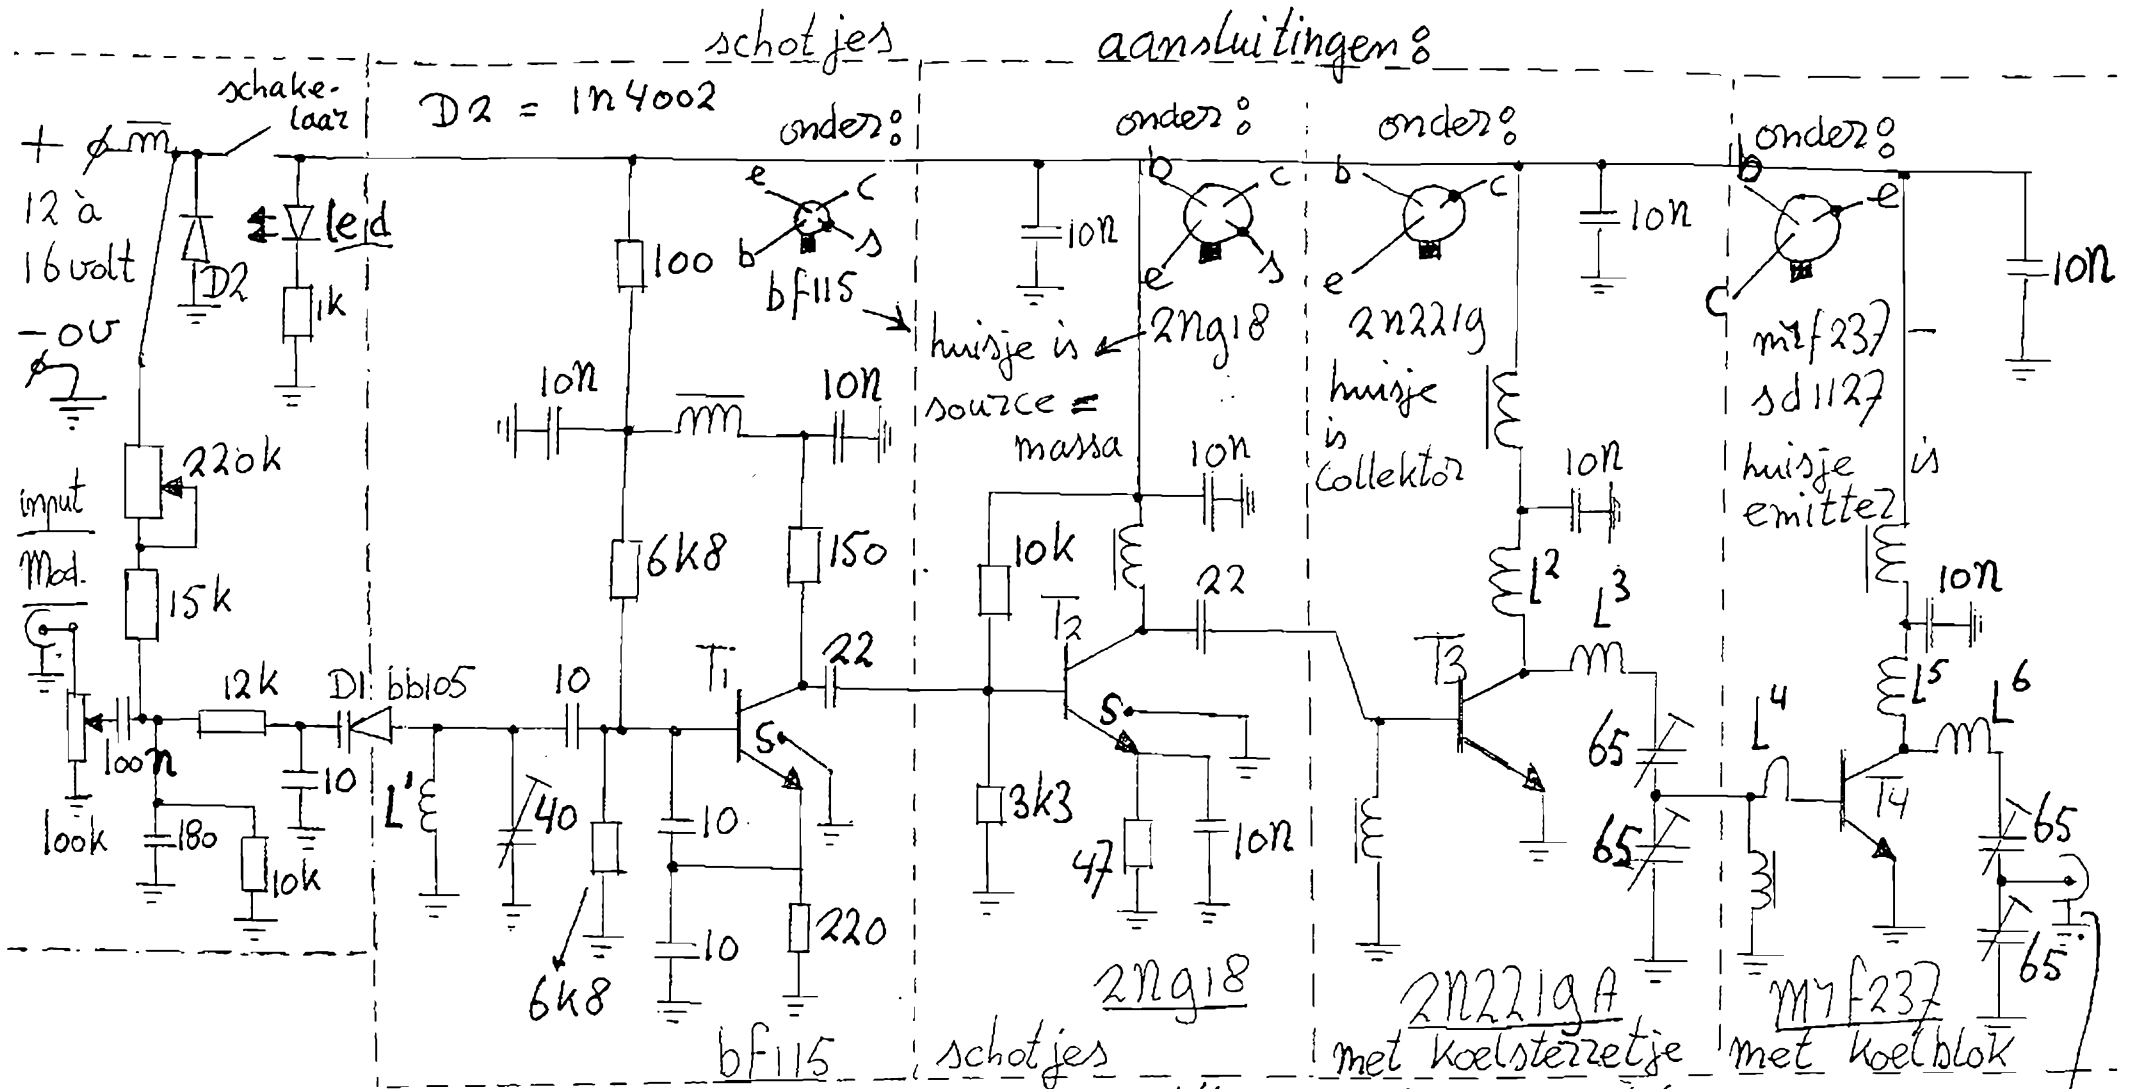 schotjes
aansluitingen:
schake-
laar
D2 = 1n4002
onder:
onder:
onder:
onder:
+
12 à
16 volt
- 0V
D2
led
1k
100
e c
b s
bf115
10n
b c
e s
2n918
huisje is
source =
massa
b c
e
2n2219
huisje
is
collektor
10n
b e
c
mrf237
sd1127
huisje is
emitter
10n
input
Mod.
220k
15k
10n
10n
6k8
150
10k
10n
10n
L2
L3
10n
L5
L6
12k
D1 bb105
10
T1
22
T2
22
T3
L4
T4
S
S
100n
100k
180
10k
10
L1
40
6k8
10
10
220
3k3
47
10n
65
65
65
65
bf115
2n918
schotjes
2n2219A
met koelsterretje
mrf237
met koelblok